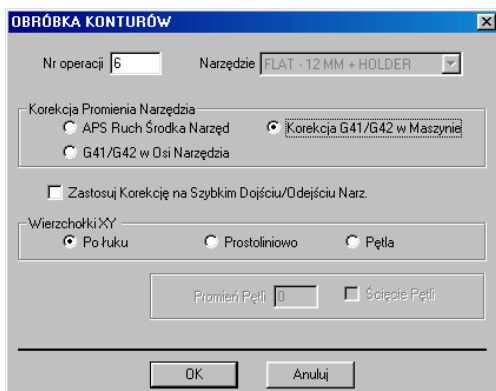 OBRÓBKA KONTURÓW
Nr operacji 6 Narzędzie FLAT - 12 MM + HOLDER
Korekcja Promienia Narzędzia
APS Ruch Środka Narzęd Korekcja G41/G42 w Maszynie
G41/G42 w Osi Narzędzia
Zastosuj Korekcję na Szybkim Dojściu/Odejściu Narz.
Wierzchołki XY
Po łuku Prostoliniowo Pętla
Promień Pętli 0 Ścięcie Pętli
OK Anuluj